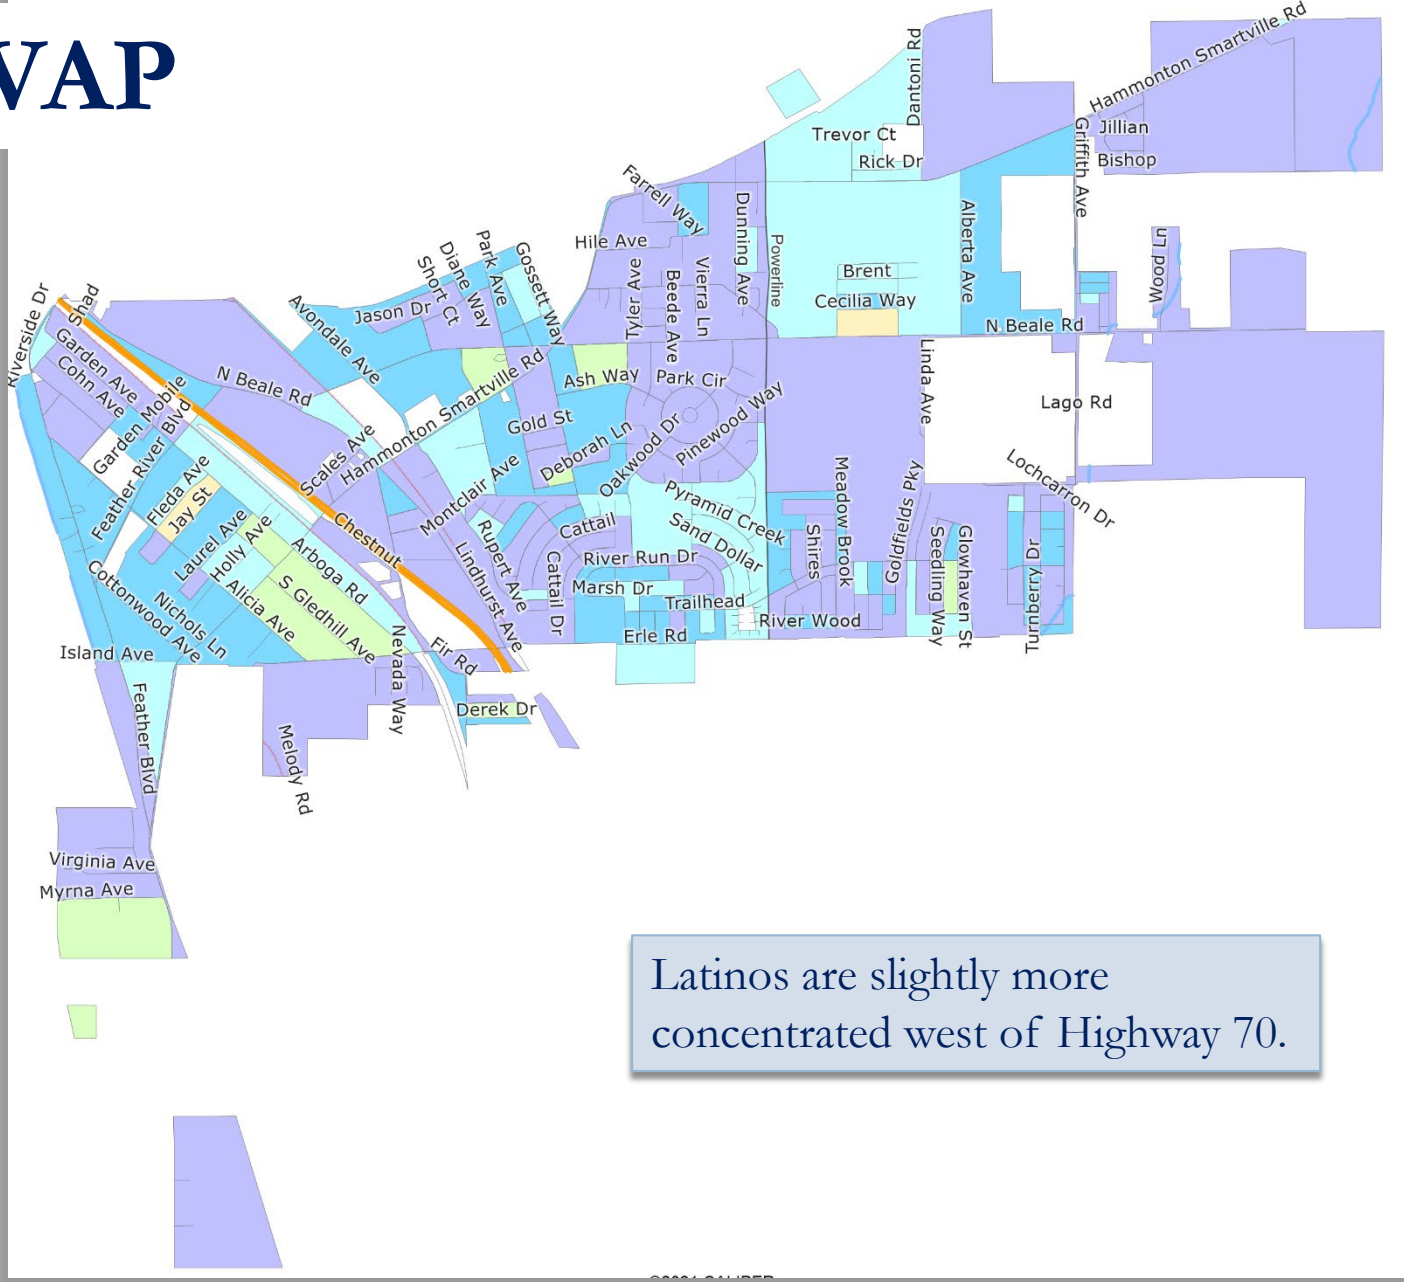 VAP
Hammonton Smartville Rd
Dantoni Rd
Trevor Ct
Rick Dr
Griffith Ave
Jillian
Bishop
Farrell Way
Dunning Ave
Hile Ave
Powerline
Alberta Ave
Wood Ln
Tyler Ave
Beede Ave
Vierra Ln
Brent
Cecilia Way
N Beale Rd
Gossett Way
Park Ave
Diane Way
Short Ct
Jason Dr
Avondale Ave
Riverside Dr
Shad
Garden Ave
Cohn Ave
Garden Mobile
Feather River Blvd
N Beale Rd
Hammonton Smartville Rd
Ash Way
Park Cir
Pinewood Way
Linda Ave
Lago Rd
Gold St
Deborah Ln
Oakwood Dr
Scales Ave
Montclair Ave
Lochcarron Dr
Fleda Ave
Jay St
Laurel Ave
Holly Ave
Chestnut
Arboga Rd
Lindhurst Ave
Rupert Ave
Cattail
Cattail Dr
River Run Dr
Marsh Dr
Pyramid Creek
Sand Dollar
Trailhead
Erle Rd
River Wood
Shires
Meadow Brook
Goldfields Pky
Seedling Way
Glowhaven St
Turnbury Dr
Cottonwood Ave
Nichols Ln
Alicia Ave
S Gledhill Ave
Nevada Way
Fir Rd
Island Ave
Feather Blvd
Derek Dr
Melody Rd
Virginia Ave
Myrna Ave
Latinos are slightly more
concentrated west of Highway 70.